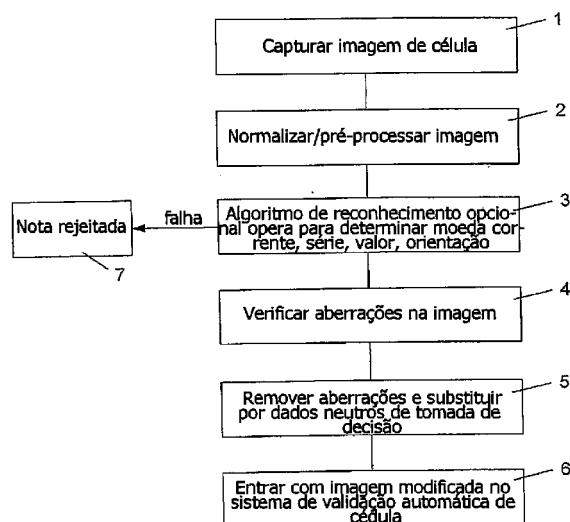 Capturar imagem de célula
1
Normalizar/pré-processar imagem
2
Algoritmo de reconhecimento opcio-
nal opera para determinar moeda cor-
rente, série, valor, orientação
3
falha
Nota rejeitada
7
Verificar aberrações na imagem
4
Remover aberrações e substituir
por dados neutros de tomada de
decisão
5
Entrar com imagem modificada no
sistema de validação automática de
cédula
6